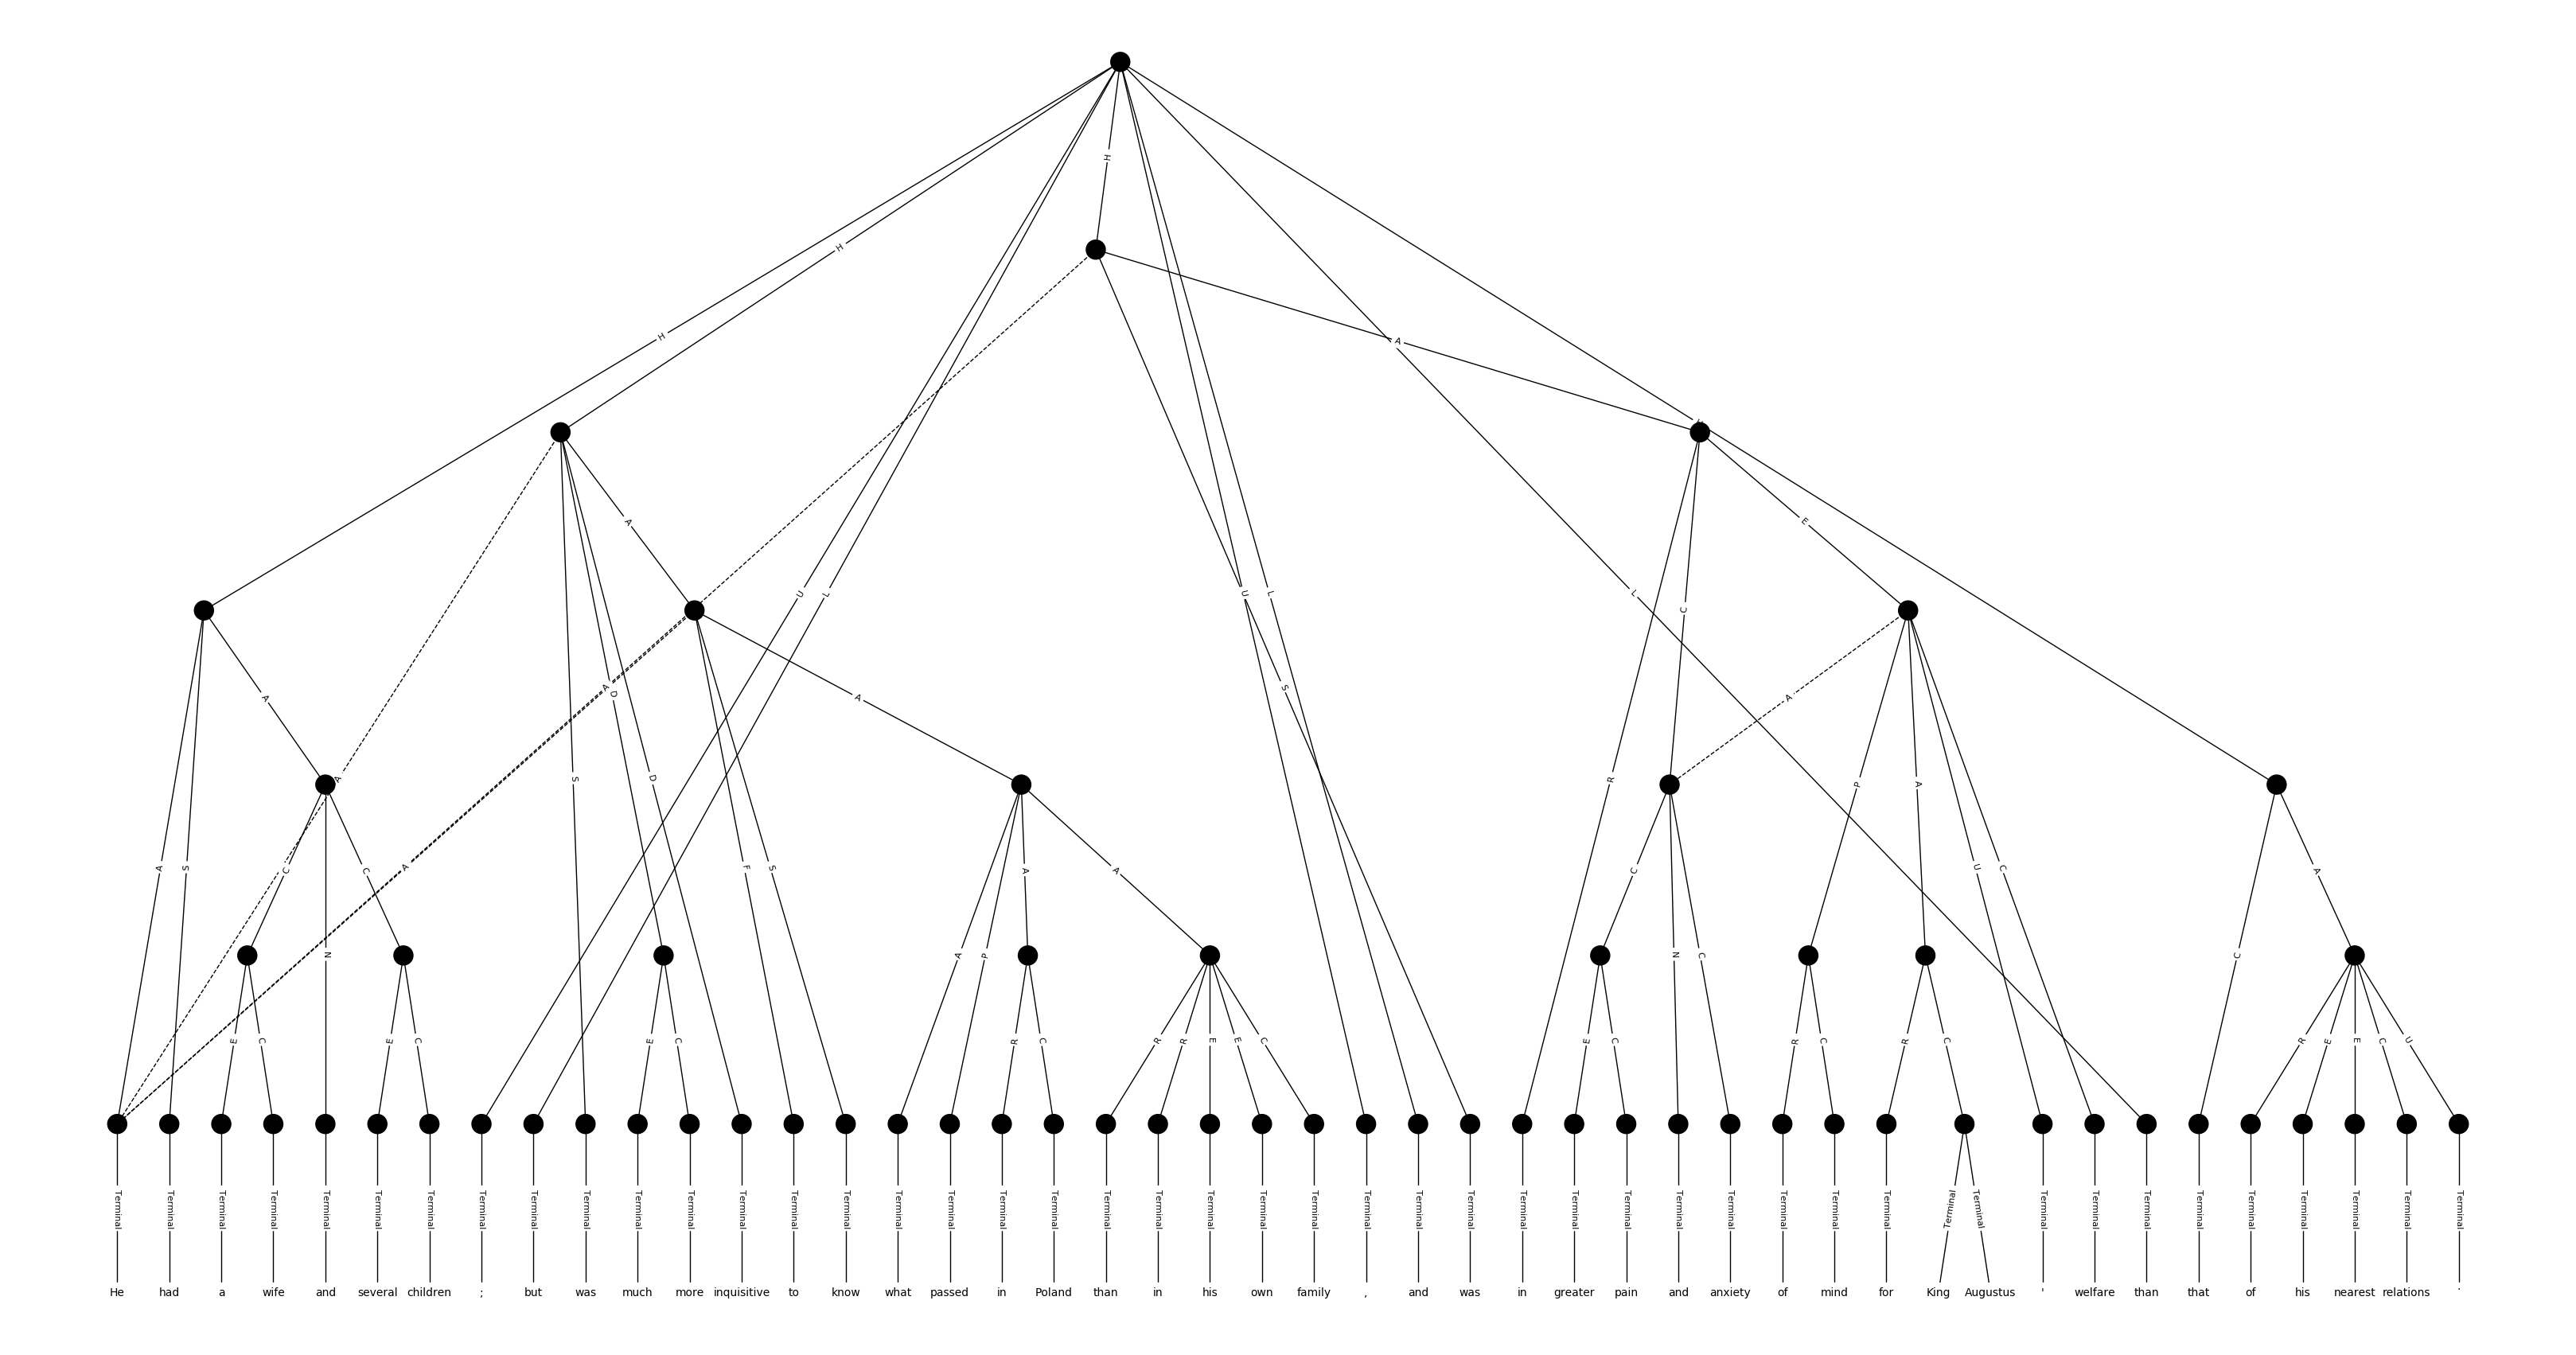 H
H
H
A
H
A
E
U
L
U
L
L
C
A
D
A
A
A
S
A
S
D
A
R
P
A
A
S
C
C
A
F
S
A
A
C
U
C
A
N
A
P
N
C
C
E
C
E
C
E
C
R
C
R
R
E
E
C
E
C
R
C
R
C
R
E
E
C
U
Terminal Terminal Terminal Terminal Terminal Terminal Terminal Terminal Terminal Terminal Terminal Terminal Terminal Terminal Terminal Terminal Terminal Terminal Terminal Terminal Terminal Terminal Terminal Terminal Terminal Terminal Terminal Terminal Terminal Terminal Terminal Terminal Terminal Terminal Terminal Terminal Terminal Terminal Terminal Terminal Terminal Terminal Terminal Terminal Terminal Terminal
He had a wife and several children ; but was much more inquisitive to know what passed in Poland than in his own family , and was in greater pain and anxiety of mind for King Augustus ' welfare than that of his nearest relations .